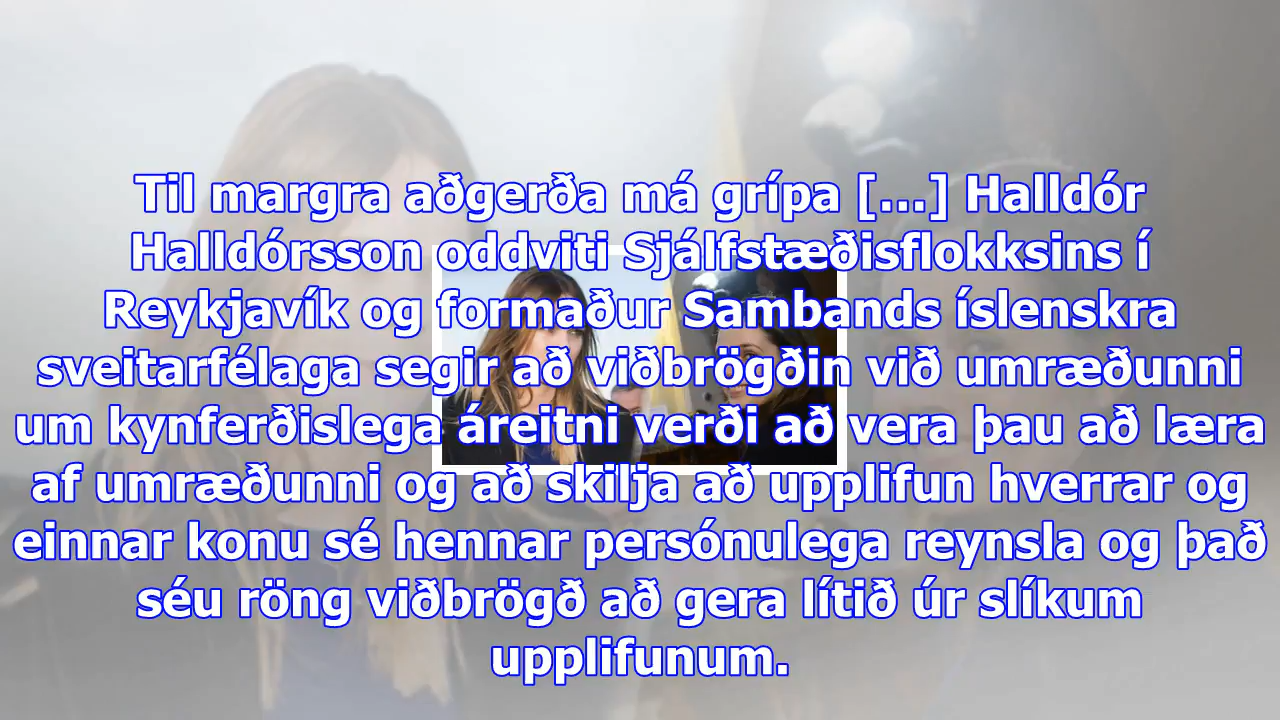 Til margra aðgerða má grípa [...] Halldór
Halldórsson oddviti Sjálfstæðisflokksins í
Reykjavík og formaður Sambands íslenskra
sveitarfélaga segir að viðbrögðin við umræðunni
um kynferðislega áreitni verði að vera þau að læra
af umræðunni og að skilja að upplifun hverrar og
einnar konu sé hennar persónulega reynsla og það
séu röng viðbrögð að gera lítið úr slíkum
upplifunum.